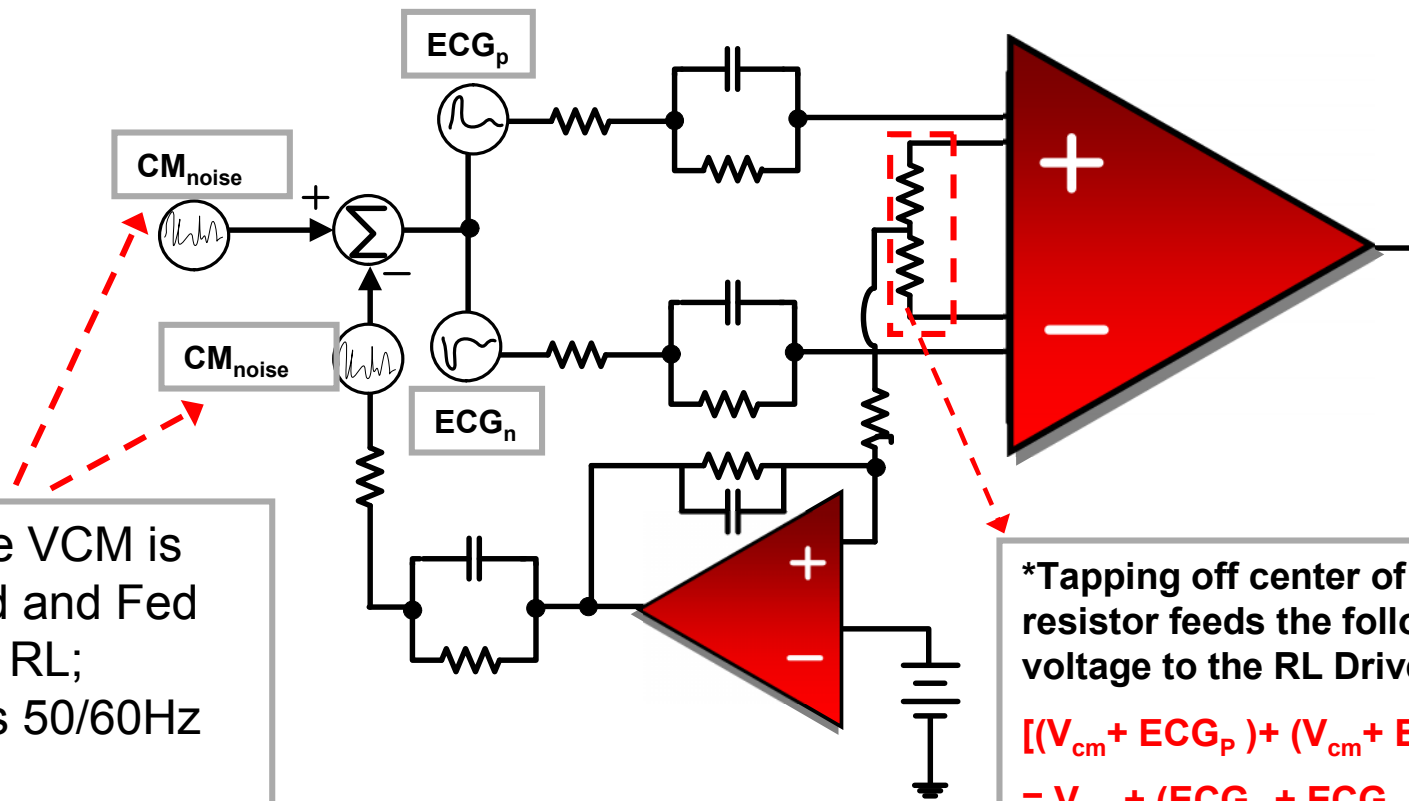 ECGp
CMnoise
+
Σ
−
CMnoise
ECGn
+
−
+
−
e VCM is
d and Fed
RL;
s 50/60Hz
*Tapping off center of
resistor feeds the follo
voltage to the RL Drive
[(Vcm+ ECGP )+ (Vcm+ E